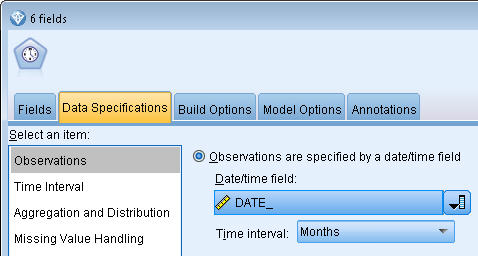 6 fields
Fields Data Specifications Build Options Model Options Annotations
Select an item:
Observations
Time Interval
Aggregation and Distribution
Missing Value Handling
Observations are specified by a date/time field
Date/time field:
DATE_
Time interval: Months